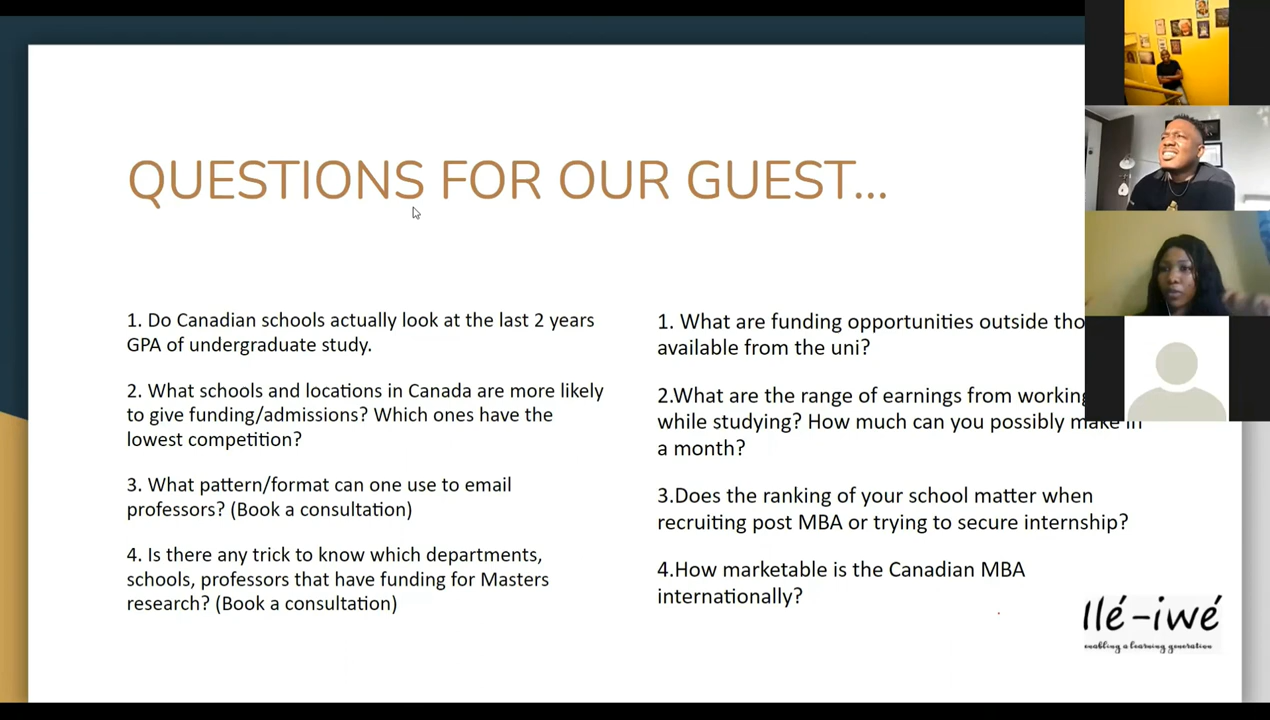 QUESTIONS FOR OUR GUEST...
1. Do Canadian schools actually look at the last 2 years
GPA of undergraduate study.
2. What schools and locations in Canada are more likely
to give funding/admissions? Which ones have the
lowest competition?
3. What pattern/format can one use to email
professors? (Book a consultation)
4. Is there any trick to know which departments,
schools, professors that have funding for Masters
research? (Book a consultation)
1. What are funding opportunities outside
available from the uni?
2.What are the range of earnings from working
while studying? How much can you possibly make in
a month?
3.Does the ranking of your school matter when
recruiting post MBA or trying to secure internship?
4.How marketable is the Canadian MBA
internationally?
Ilé-iwé
enabling a learning generation